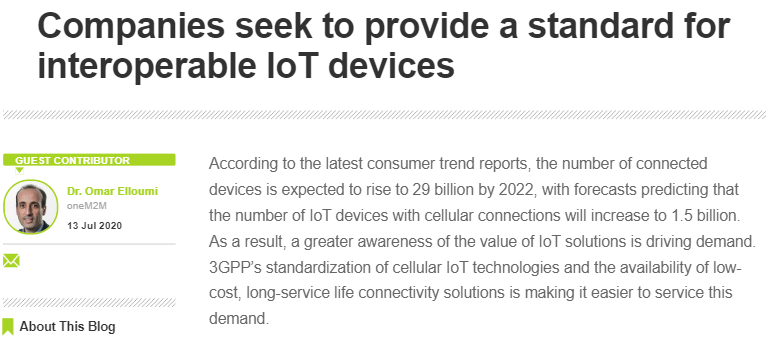 Companies seek to provide a standard for
interoperable IoT devices
GUEST CONTRIBUTOR
Dr. Omar Elloumi
oneM2M
13 Jul 2020
About This Blog
According to the latest consumer trend reports, the number of connected
devices is expected to rise to 29 billion by 2022, with forecasts predicting that
the number of IoT devices with cellular connections will increase to 1.5 billion.
As a result, a greater awareness of the value of IoT solutions is driving demand.
3GPP’s standardization of cellular IoT technologies and the availability of low-
cost, long-service life connectivity solutions is making it easier to service this
demand.